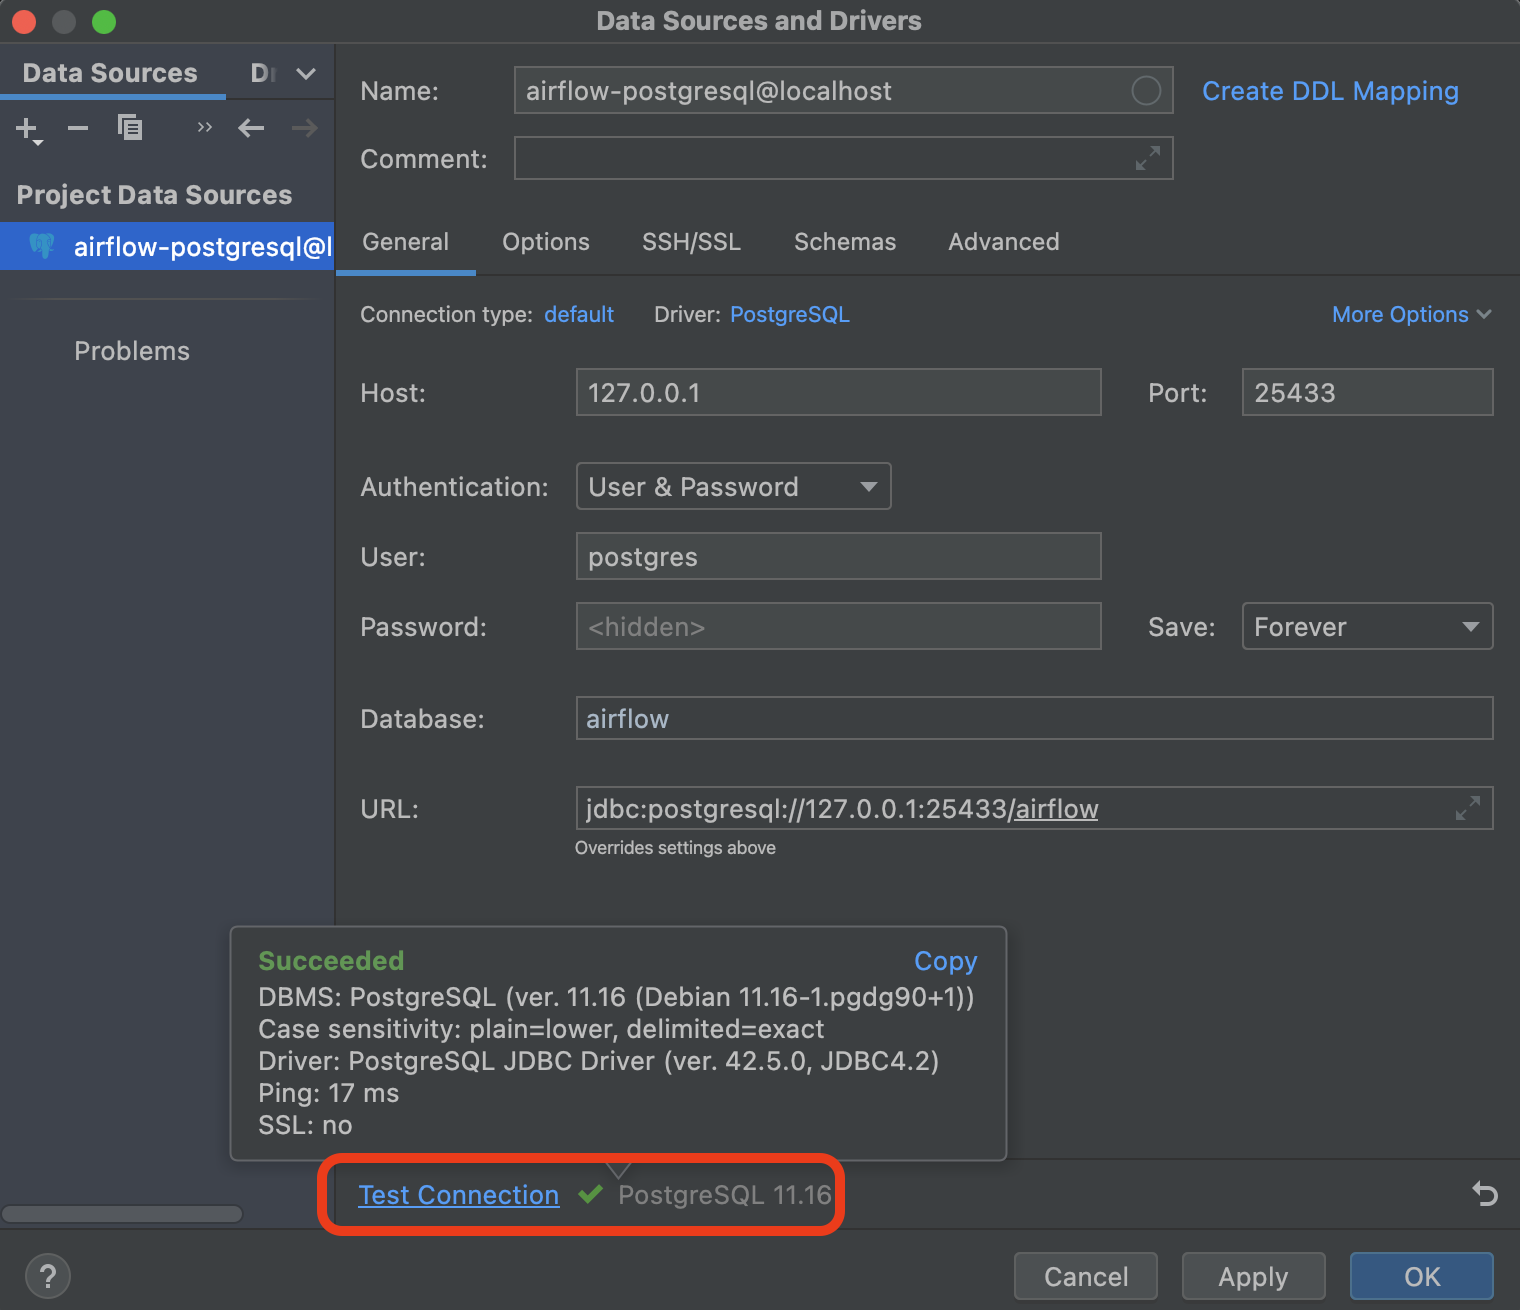 Data Sources and Drivers
Data Sources
Name: airflow-postgresql@localhost Create DDL Mapping
Comment:
Project Data Sources
airflow-postgresql@l
Problems
General Options SSH/SSL Schemas Advanced
Connection type: default Driver: PostgreSQL More Options
Host: 127.0.0.1 Port: 25433
Authentication: User & Password
User: postgres
Password: <hidden> Save: Forever
Database: airflow
URL: jdbc:postgresql://127.0.0.1:25433/airflow
Overrides settings above
Succeeded Copy
DBMS: PostgreSQL (ver. 11.16 (Debian 11.16-1.pgdg90+1))
Case sensitivity: plain=lower, delimited=exact
Driver: PostgreSQL JDBC Driver (ver. 42.5.0, JDBC4.2)
Ping: 17 ms
SSL: no
Test Connection PostgreSQL 11.16
? Cancel Apply OK